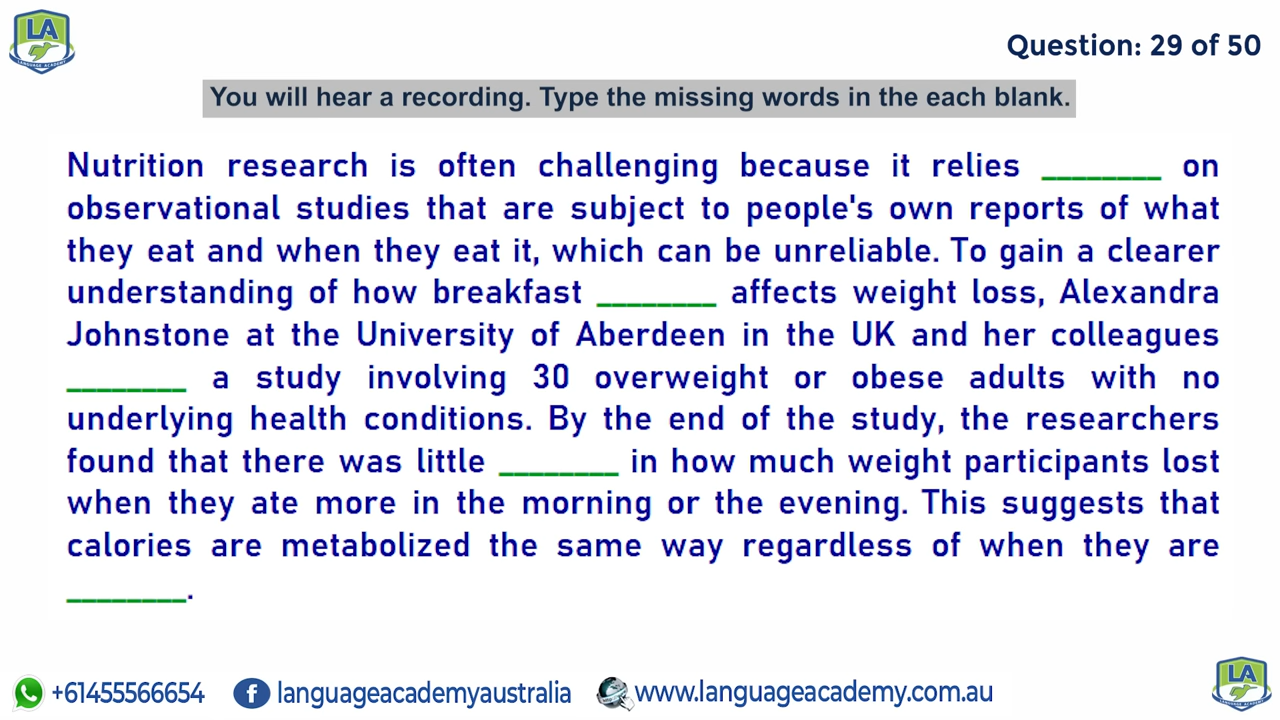 LA
LANGUAGE ACADEMY
Question: 29 of 50
You will hear a recording. Type the missing words in the each blank.
Nutrition research is often challenging because it relies ________ on
observational studies that are subject to people's own reports of what
they eat and when they eat it, which can be unreliable. To gain a clearer
understanding of how breakfast ________ affects weight loss, Alexandra
Johnstone at the University of Aberdeen in the UK and her colleagues
________ a study involving 30 overweight or obese adults with no
underlying health conditions. By the end of the study, the researchers
found that there was little ________ in how much weight participants lost
when they ate more in the morning or the evening. This suggests that
calories are metabolized the same way regardless of when they are
________.
+61455566654 languageacademyaustralia www.languageacademy.com.au
LA
LANGUAGE ACADEMY